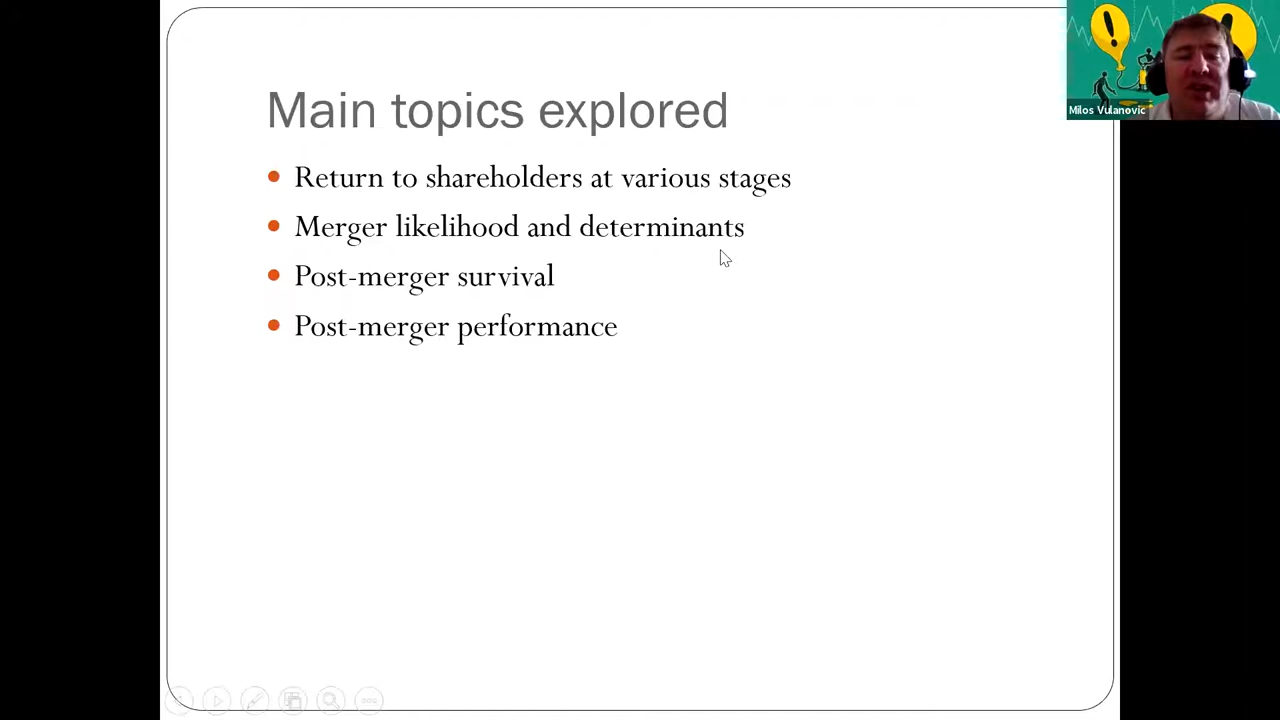 Main topics explored
Return to shareholders at various stages
Merger likelihood and determinants
Post-merger survival
Post-merger performance
Milos Vulanovic